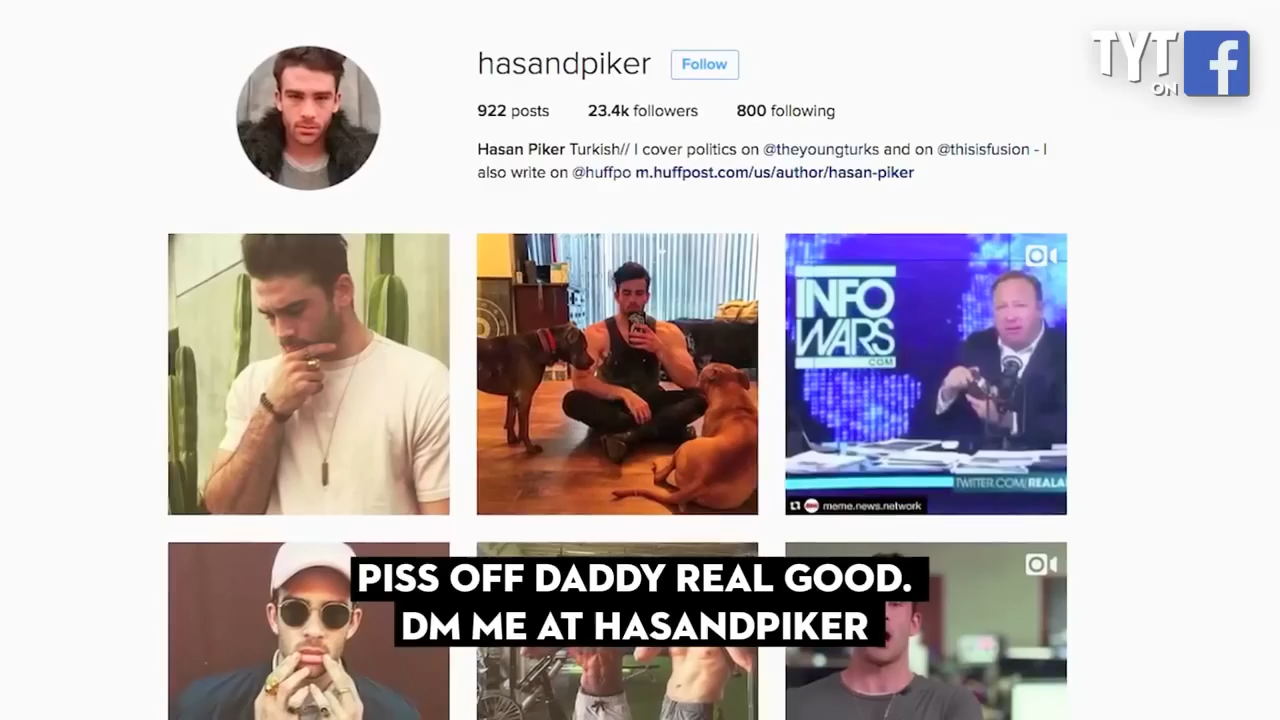 hasandpiker Follow
TYT
ON f
922 posts 23.4k followers 800 following
Hasan Piker Turkish// I cover politics on @theyoungturks and on @thisisfusion - I
also write on @huffpo m.huffpost.com/us/author/hasan-piker
INFO
WARS
.COM
TWITTER.COM/REALA
meme.news.network
PISS OFF DADDY REAL GOOD.
DM ME AT HASANDPIKER